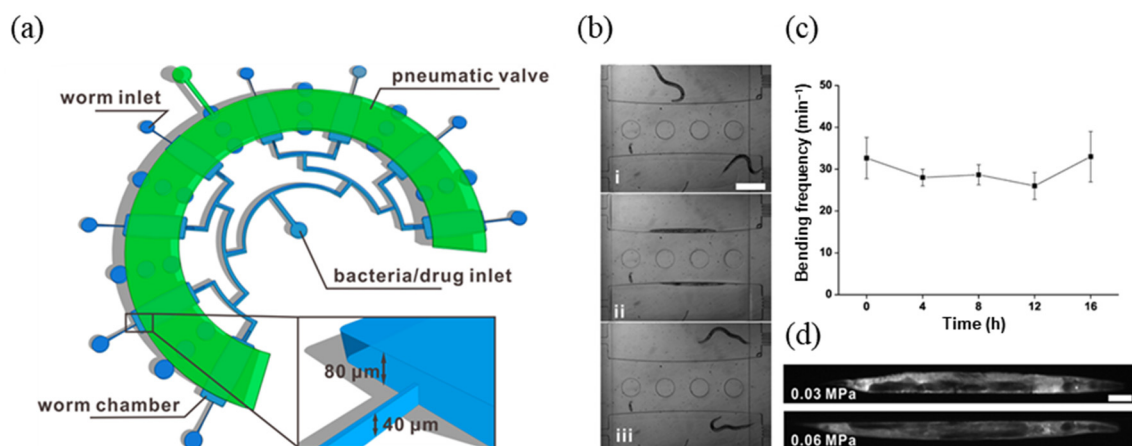 (a)
worm inlet
pneumatic valve
bacteria/drug inlet
worm chamber
80 µm
40 µm
(b)
i
ii
iii
(c)
Bending frequency (min⁻¹)
50
40
30
20
10
0
0 4 8 12 16
Time (h)
(d)
0.03 MPa
0.06 MPa